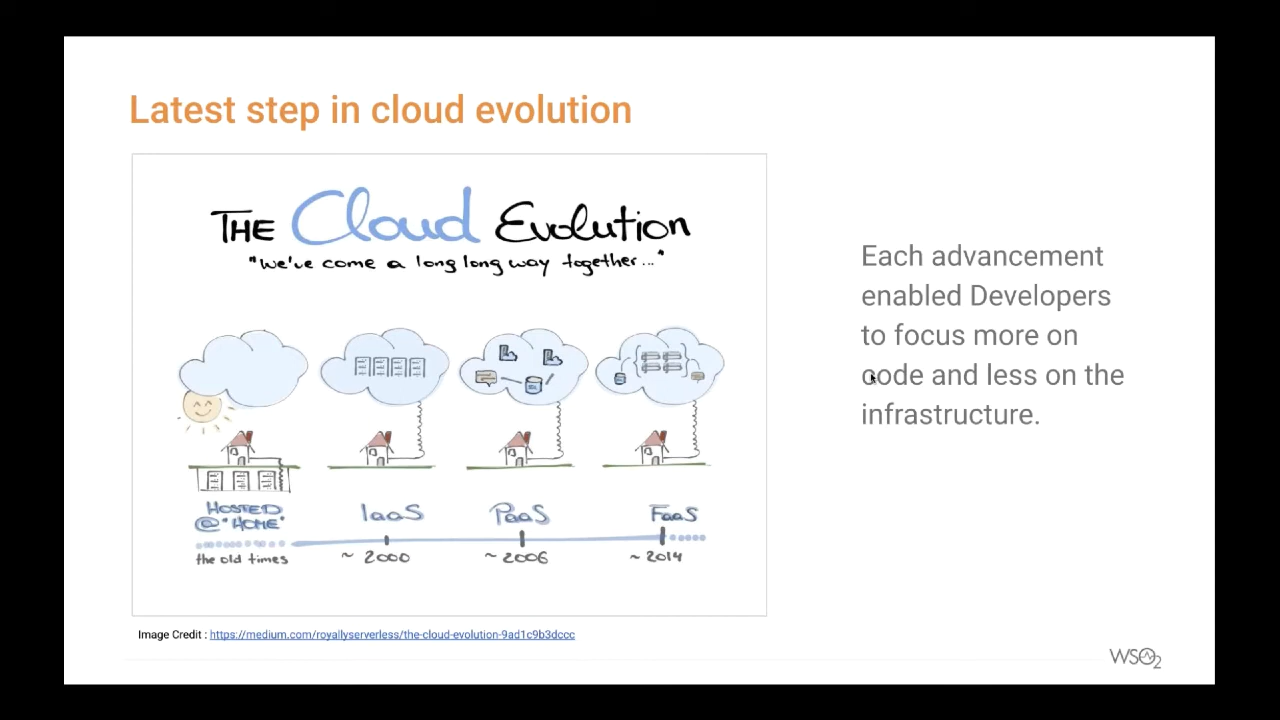 Latest step in cloud evolution
THE Cloud Evolution
"We've come a long long way together..."
Each advancement
enabled Developers
to focus more on
code and less on the
infrastructure.
HOSTED
@"HOME"
IaaS
PaaS
FaaS
the old times
~ 2000
~ 2006
~ 2014
Image Credit : https://medium.com/royallyserverless/the-cloud-evolution-9ad1c9b3dccc
WSO2